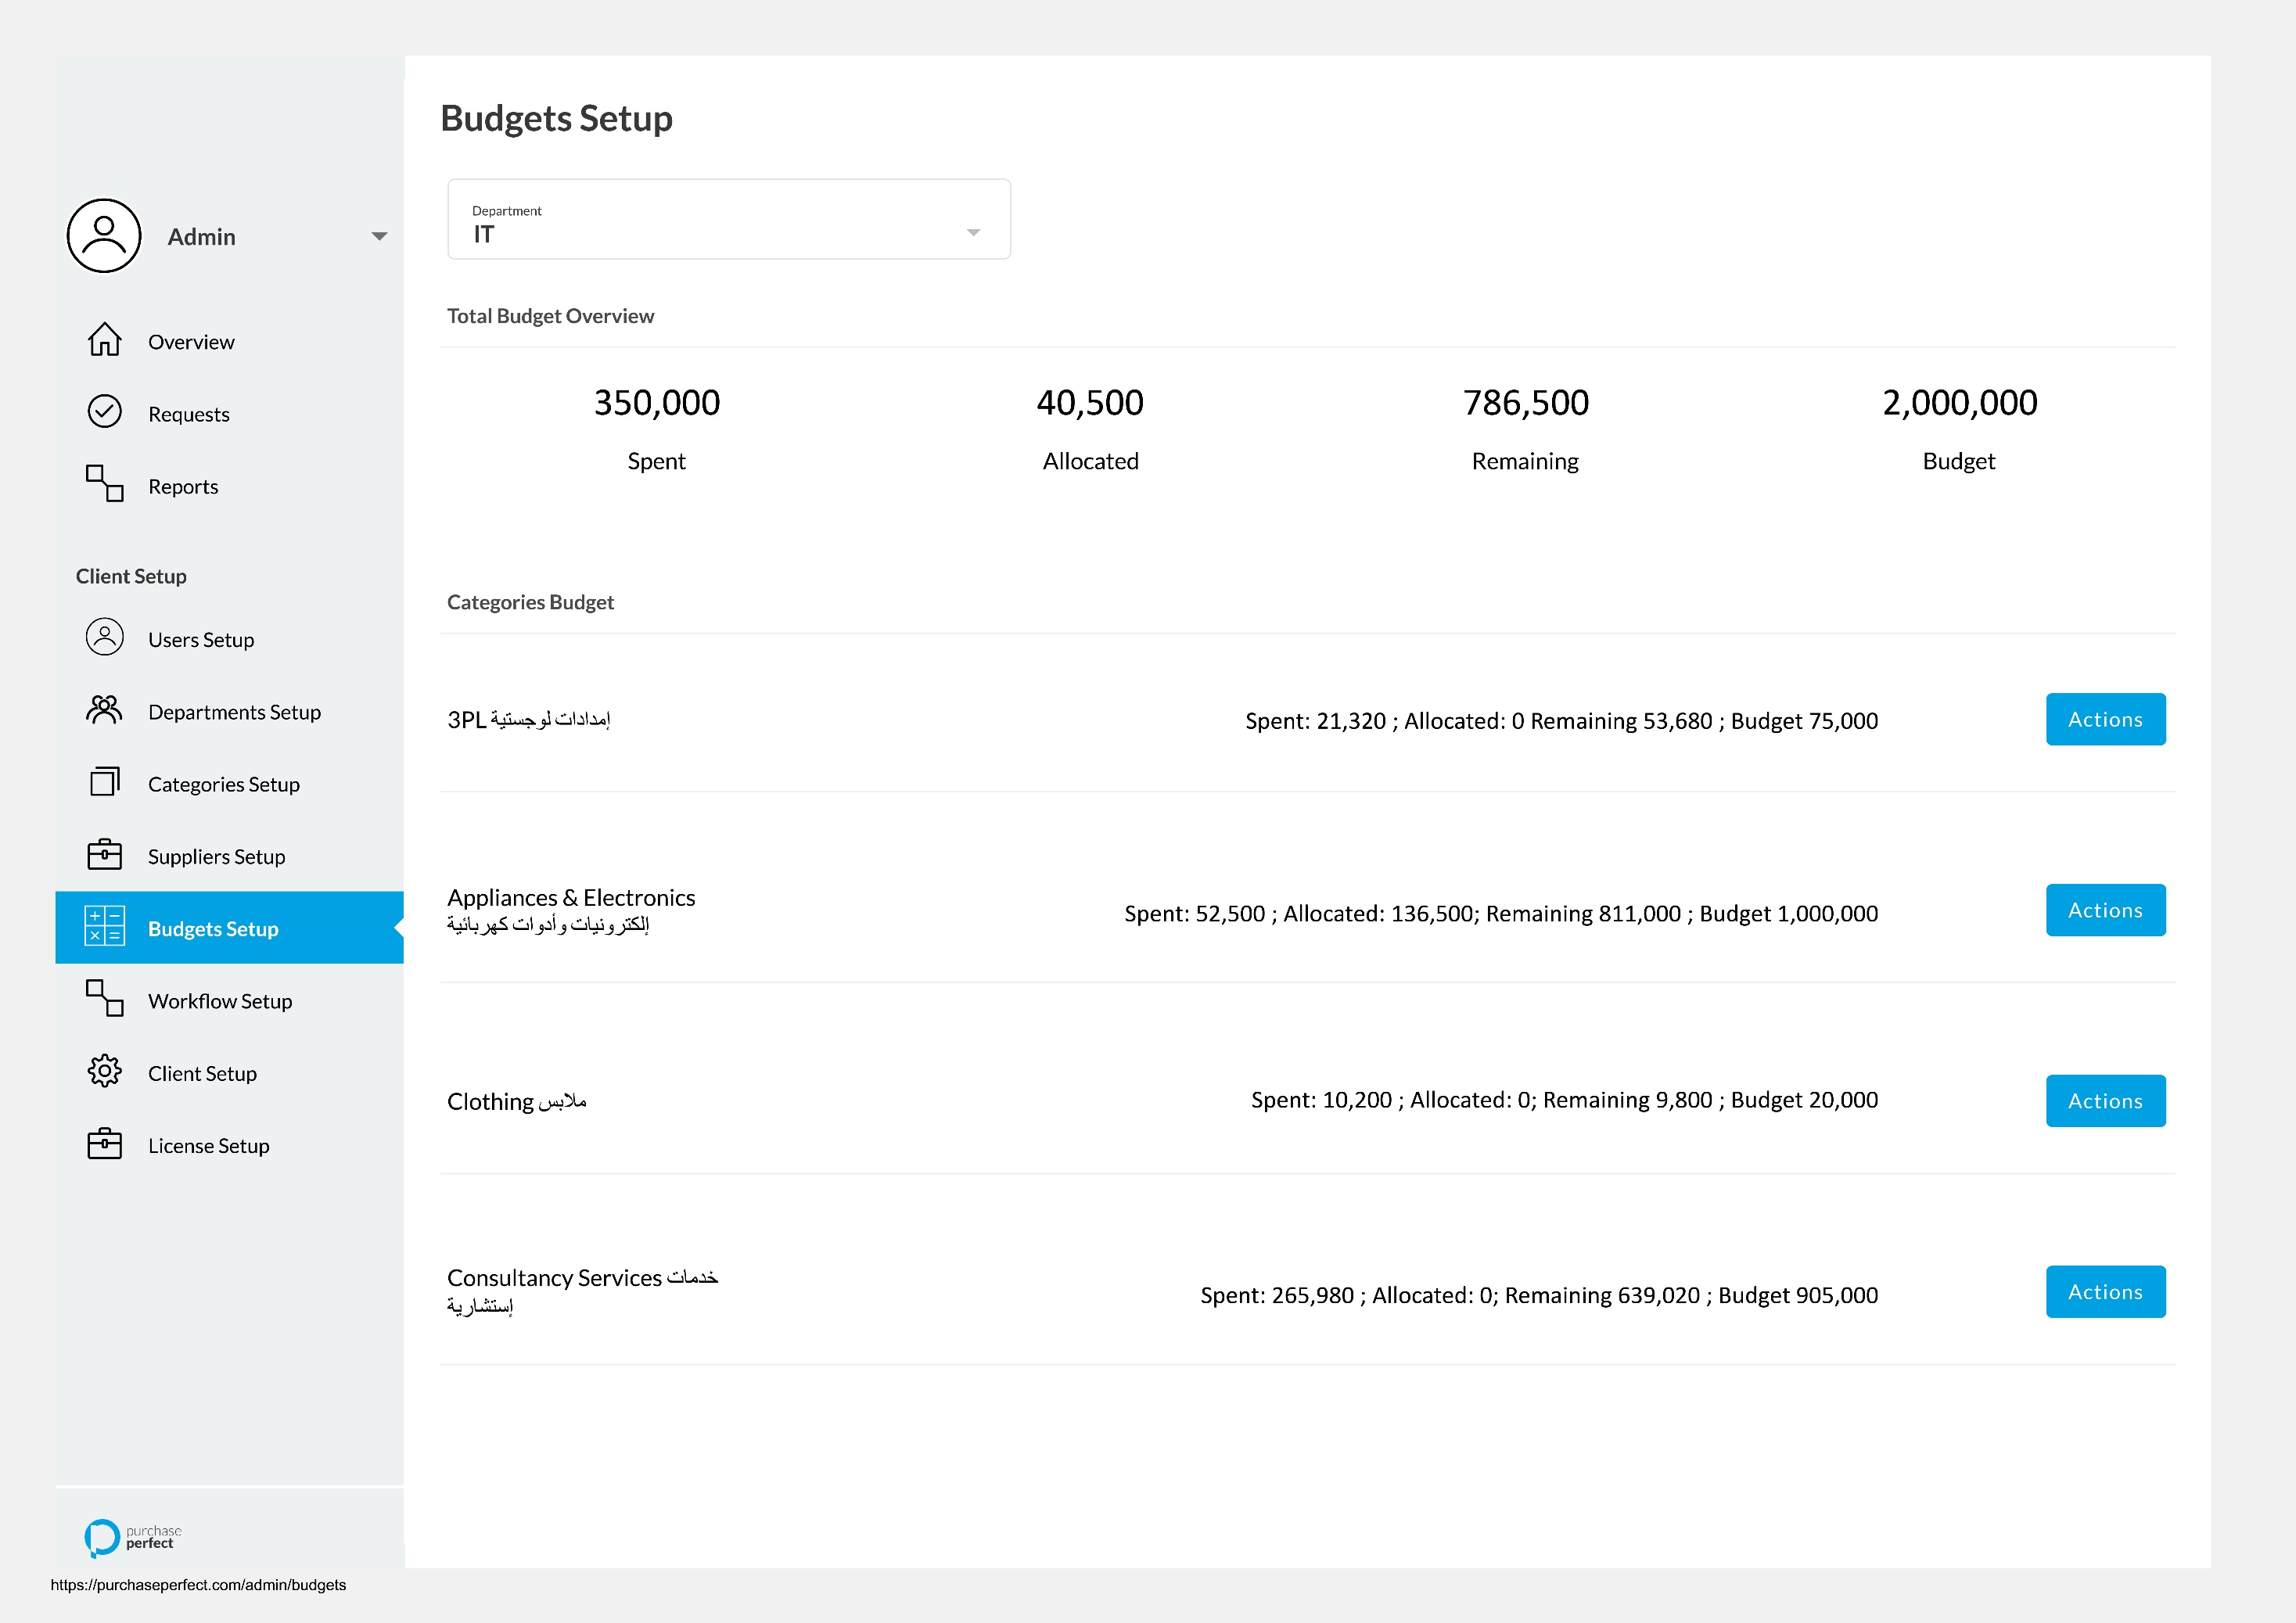 Budgets Setup
Department
IT
Admin
Overview
Requests
Reports
Client Setup
Users Setup
Departments Setup
Categories Setup
Suppliers Setup
Budgets Setup
Workflow Setup
Client Setup
License Setup
purchase
perfect
https://purchaseperfect.com/admin/budgets
Total Budget Overview
350,000 40,500 786,500 2,000,000
Spent Allocated Remaining Budget
Categories Budget
3PL إمدادات لوجستية
Spent: 21,320 ; Allocated: 0 Remaining 53,680 ; Budget 75,000
Actions
Appliances & Electronics
إلكترونيات وأدوات كهربائية
Spent: 52,500 ; Allocated: 136,500; Remaining 811,000 ; Budget 1,000,000
Actions
Clothing ملابس
Spent: 10,200 ; Allocated: 0; Remaining 9,800 ; Budget 20,000
Actions
Consultancy Services خدمات
إستشارية
Spent: 265,980 ; Allocated: 0; Remaining 639,020 ; Budget 905,000
Actions